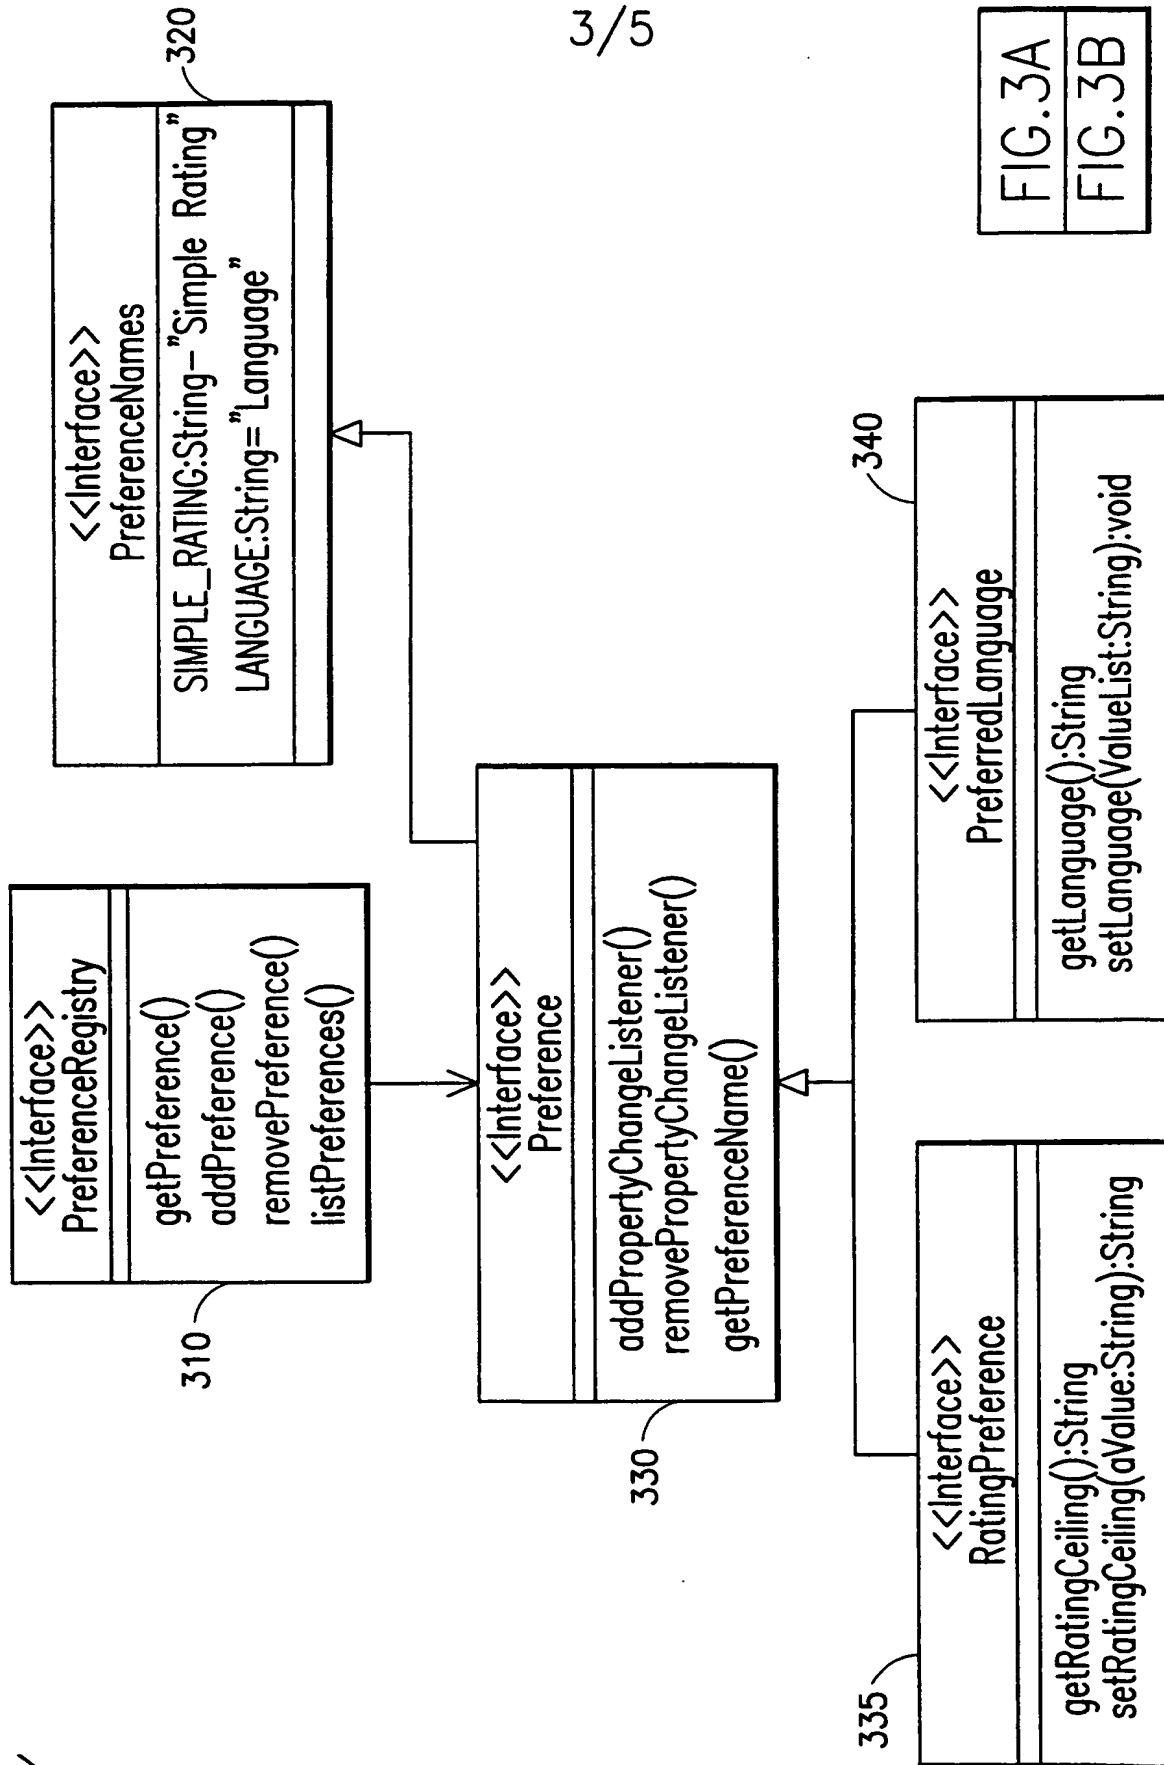 3/5
<<Interface>>
PreferenceRegistry
getPreference()
addPreference()
removePreference()
listPreferences()
310
<<Interface>>
PreferenceNames
SIMPLE_RATING:String–"Simple Rating"
LANGUAGE:String="Language"
320
<<Interface>>
Preference
addPropertyChangeListener()
removePropertyChangeListener()
getPreferenceName()
330
<<Interface>>
RatingPreference
getRatingCeiling():String
setRatingCeiling(aValue:String):String
335
<<Interface>>
PreferredLanguage
getLanguage():String
setLanguage(ValueList:String):void
340
FIG.3A
FIG.3B